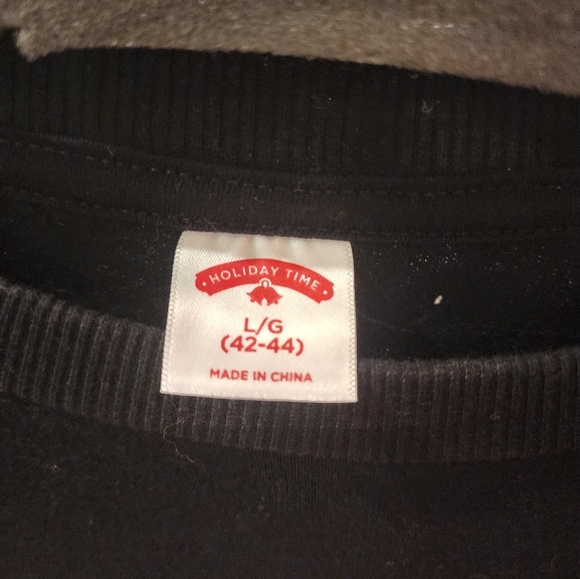 HOLIDAY TIME
L/G
(42-44)
MADE IN CHINA